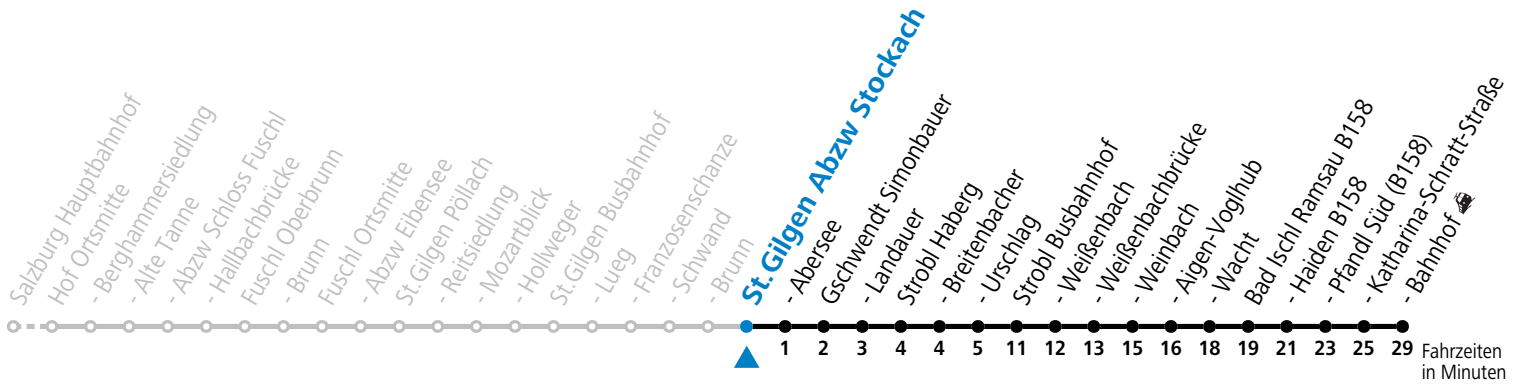 Salzburg Hauptbahnhof
Hof Ortsmitte
- Berghammersiedlung
- Alte Tanne
- Abzw Schloss Fuschl
- Hallbachbrücke
Fuschl Oberbrunn
- Brunn
Fuschl Ortsmitte
- Abzw Eibensee
St.Gilgen Pöllach
- Reitsiedlung
- Mozartblick
- Hollweger
St.Gilgen Busbahnhof
- Lueg
- Franzosenschanze
- Schwand
- Brunn
St.Gilgen Abzw Stockach
- Abersee
Gschwendt Simonbauer
- Landauer
Strobl Haberg
- Breitenbacher
- Urschlag
Strobl Busbahnhof
- Weißenbach
- Weißenbachbrücke
- Weinbach
- Aigen-Voglhub
- Wacht
Bad Ischl Ramsau B158
- Haiden B158
- Pfandl Süd (B158)
- Katharina-Schratt-Straße
- Bahnhof
1 2 3 4 4 5 11 12 13 15 16 18 19 21 23 25 29 Fahrzeiten
in Minuten